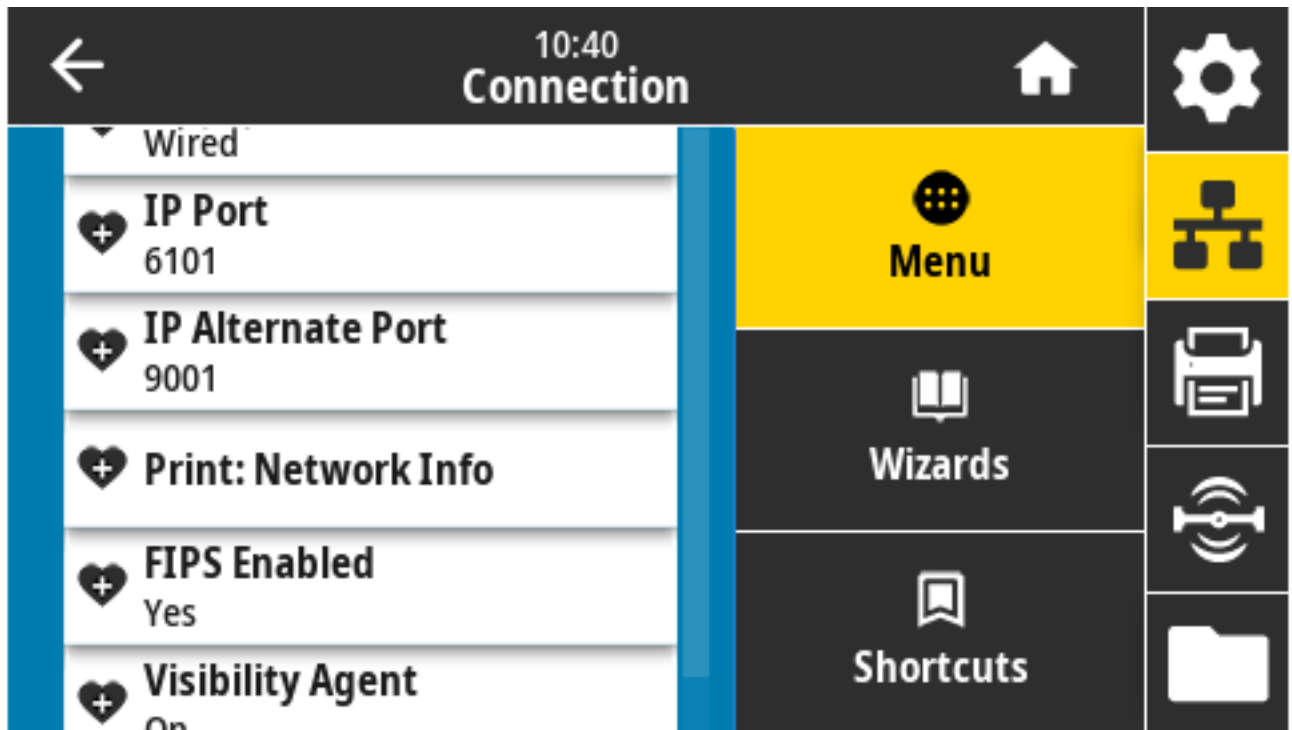 10:40
Connection
Wired
IP Port
6101
IP Alternate Port
9001
Print: Network Info
FIPS Enabled
Yes
Visibility Agent
On
Menu
Wizards
Shortcuts